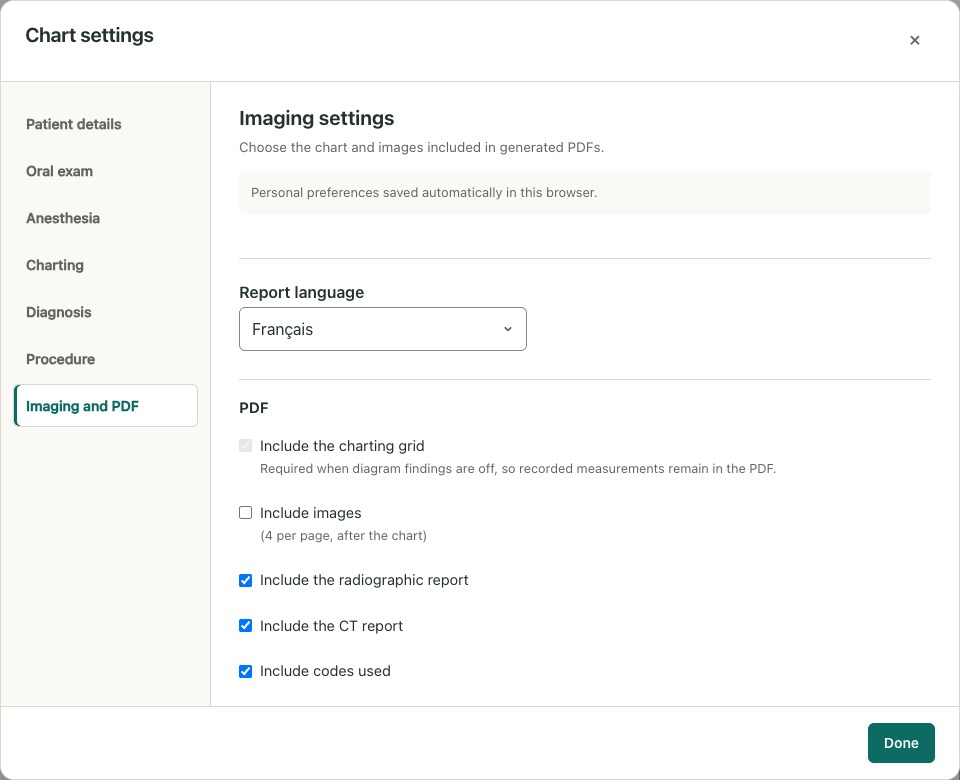 Chart settings
×
Patient details
Oral exam
Anesthesia
Charting
Diagnosis
Procedure
Imaging and PDF
Imaging settings
Choose the chart and images included in generated PDFs.
Personal preferences saved automatically in this browser.
Report language
Français
PDF
Include the charting grid
Required when diagram findings are off, so recorded measurements remain in the PDF.
Include images
(4 per page, after the chart)
Include the radiographic report
Include the CT report
Include codes used
Done